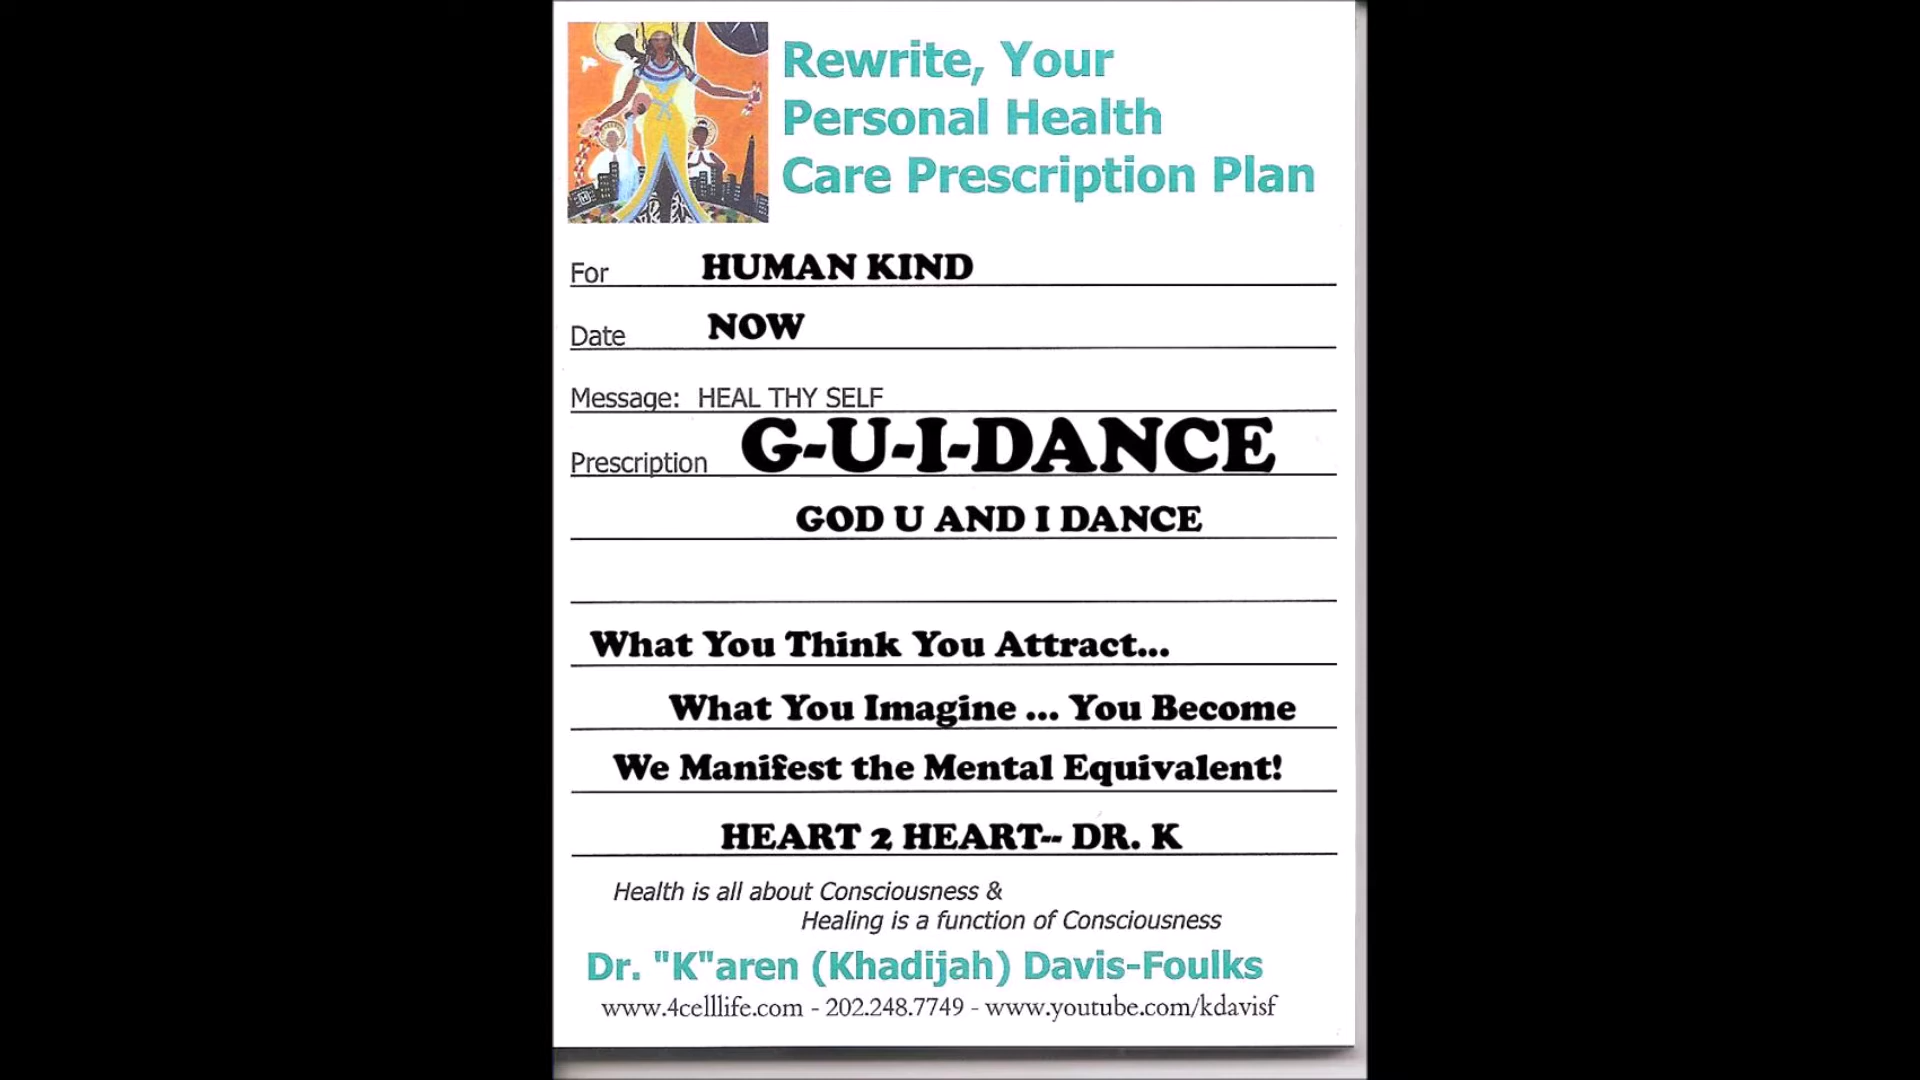 Rewrite, Your
Personal Health
Care Prescription Plan
For HUMAN KIND
Date NOW
Message: HEAL THY SELF
Prescription G-U-I-DANCE
GOD U AND I DANCE
What You Think You Attract...
What You Imagine ... You Become
We Manifest the Mental Equivalent!
HEART 2 HEART-- DR. K
Health is all about Consciousness &
Healing is a function of Consciousness
Dr. "K"aren (Khadijah) Davis-Foulks
www.4celllife.com - 202.248.7749 - www.youtube.com/kdavisf